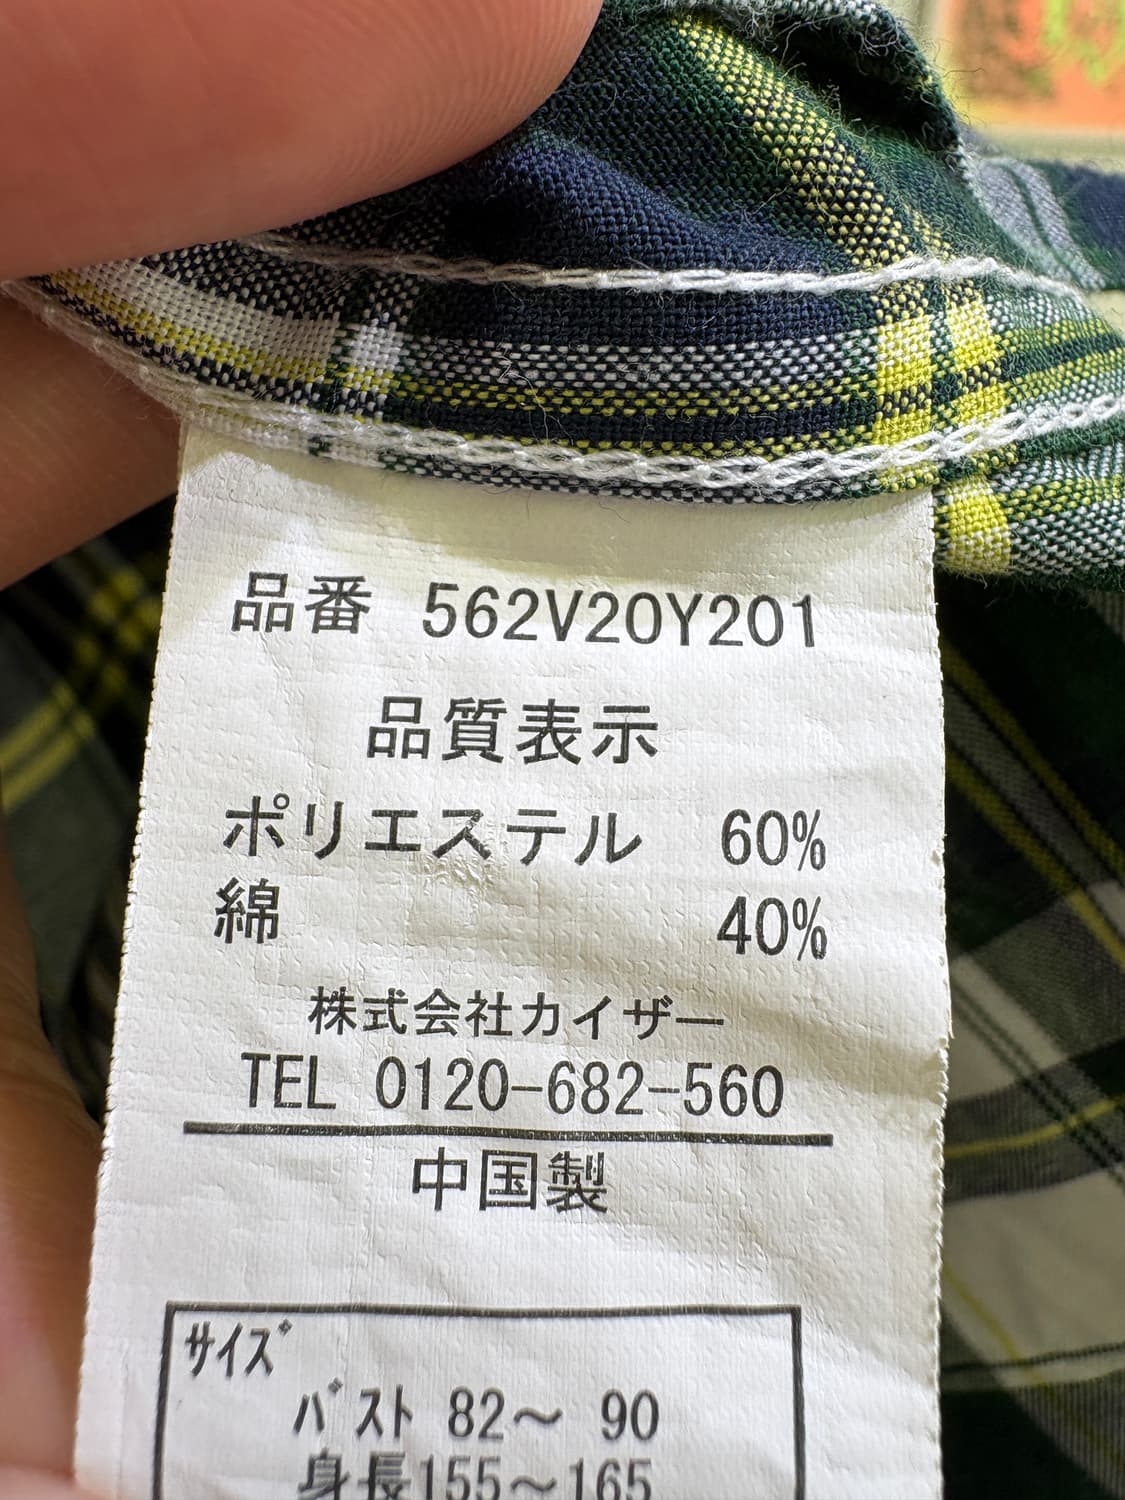 品番 562V20Y201
品質表示
ポリエステル 60%
綿 40%
株式会社カイザー
TEL 0120-682-560
中国製
サイズ
バスト 82～ 90
身長155～165